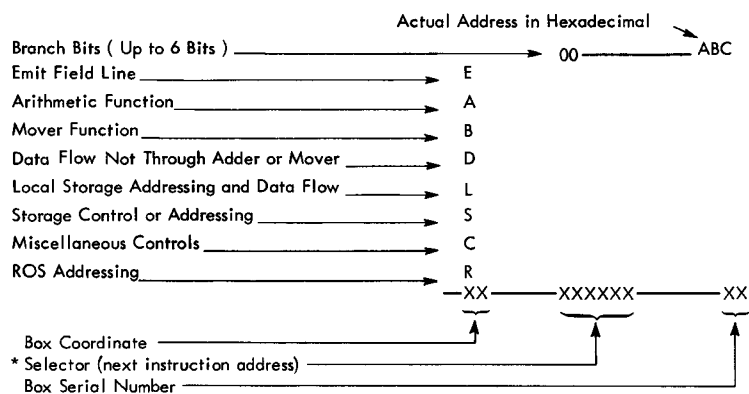 Actual Address in Hexadecimal
Branch Bits ( Up to 6 Bits ) 00 ABC
Emit Field Line E
Arithmetic Function A
Mover Function B
Data Flow Not Through Adder or Mover D
Local Storage Addressing and Data Flow L
Storage Control or Addressing S
Miscellaneous Controls C
ROS Addressing R
XX XXXXXX XX
Box Coordinate
* Selector (next instruction address)
Box Serial Number